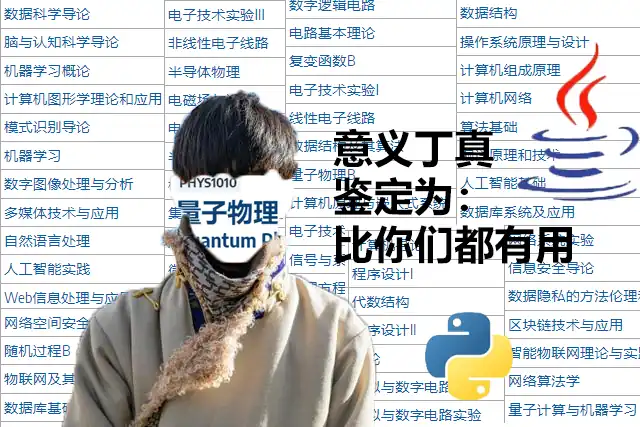 数据科学导论
脑与认知科学导论
机器学习概论
计算机图形学理论和应用
模式识别导论
机器学习
数字图像处理与分析
多媒体技术与应用
自然语言处理
人工智能实践
Web信息处理与应
网络空间安全
随机过程B
物联网及其
数据库基
电子技术实验III
非线性电子线路
半导体物理
电磁场
数字逻辑电路
电路基本理论
复变函数B
电子技术实验I
线性电子线路
数据结构
量子物理B
计算机原
电子技术
信号与系
方程
程序设计I
代数结构
序设计II
论
拟与数字电路
拟与数字电路实验
数据结构
操作系统原理与设计
计算机组成原理
计算机网络
算法基础
原理和技
人工智能基础
数据库系统及应用
网络
实验
信息安全导论
数据隐私的方法伦理和
区块链技术与应用
智能物联网理论与实
网络算法学
量子计算与机器学习
PHYS1010
量子物理
uantum Ph
意义丁真
鉴定为：
比你们都有用